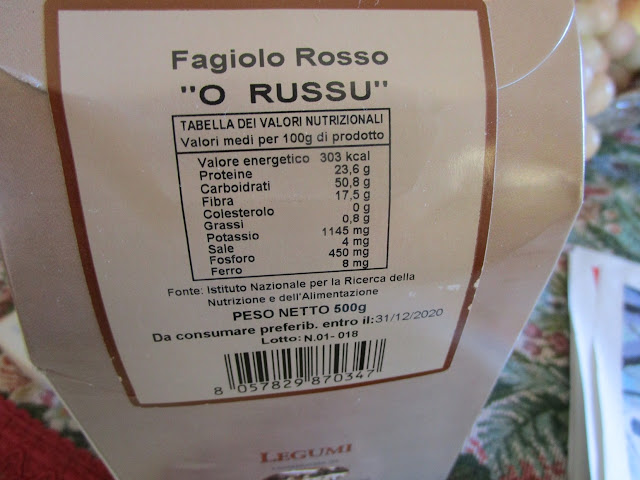 Fagiolo Rosso
"O RUSSU"
TABELLA DEI VALORI NUTRIZIONALI
Valori medi per 100g di prodotto
Valore energetico 303 kcal
Proteine 23,6 g
Carboidrati 50,8 g
Fibra 17,5 g
Colesterolo 0 g
Grassi 0,8 g
Potassio 1145 mg
Sale 4 mg
Fosforo 450 mg
Ferro 8 mg
Fonte: Istituto Nazionale per la Ricerca della
Nutrizione e dell'Alimentazione
PESO NETTO 500g
Da consumare preferib. entro il:31/12/2020
Lotto: N.01- 018
8 057829 870347
LEGUMI